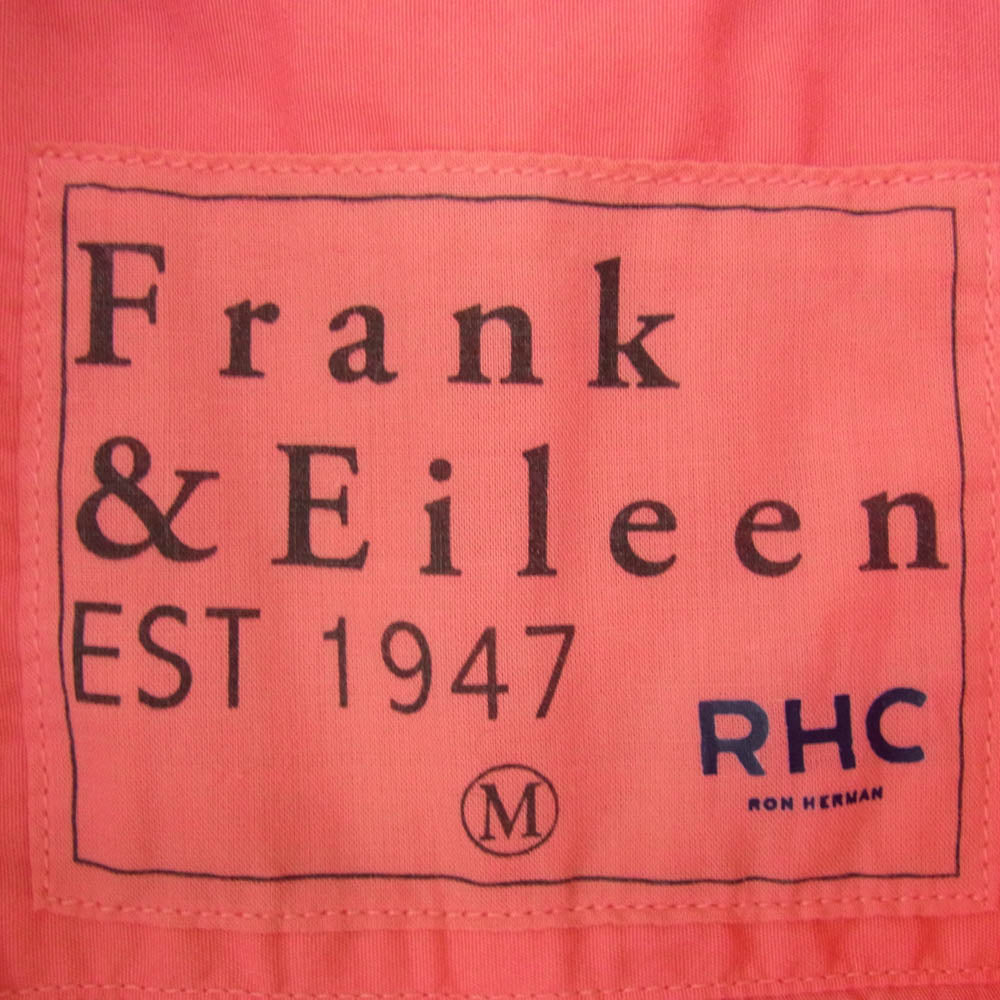 Frank
& Eileen
EST 1947
RHC
RON HERMAN
M